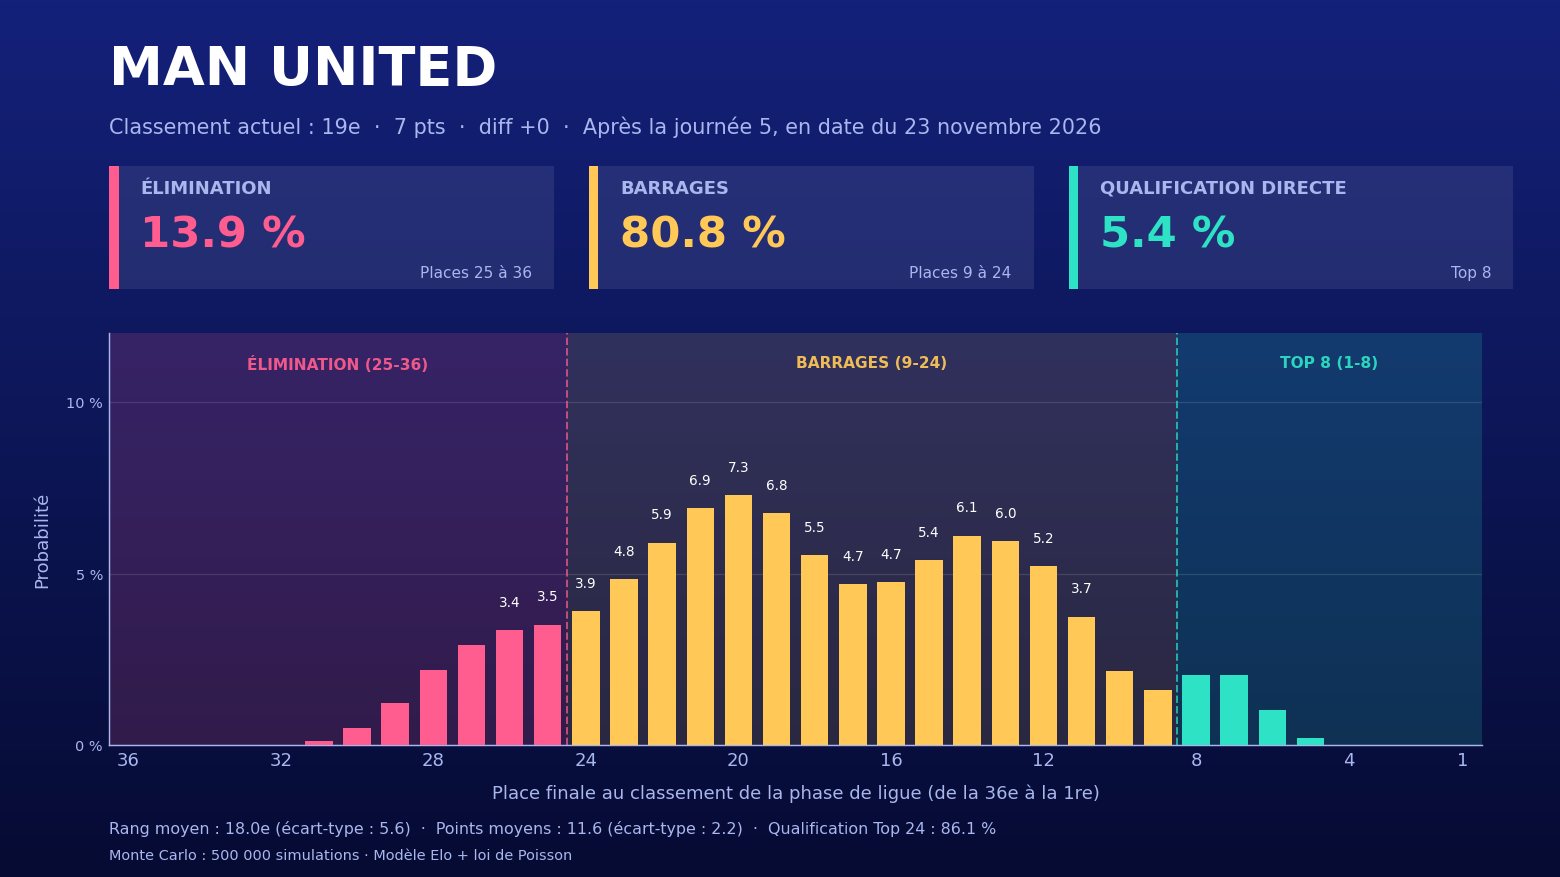 MAN UNITED
Classement actuel : 19e · 7 pts · diff +0 · Après la journée 5, en date du 23 novembre 2026
ÉLIMINATION
13.9 %
Places 25 à 36
BARRAGES
80.8 %
Places 9 à 24
QUALIFICATION DIRECTE
5.4 %
Top 8
ÉLIMINATION (25-36)
BARRAGES (9-24)
TOP 8 (1-8)
Probabilité
10 %
5 %
0 %
3.4
3.5
3.9
4.8
5.9
6.9
7.3
6.8
5.5
4.7
4.7
5.4
6.1
6.0
5.2
3.7
36 32 28 24 20 16 12 8 4 1
Place finale au classement de la phase de ligue (de la 36e à la 1re)
Rang moyen : 18.0e (écart-type : 5.6) · Points moyens : 11.6 (écart-type : 2.2) · Qualification Top 24 : 86.1 %
Monte Carlo : 500 000 simulations · Modèle Elo + loi de Poisson